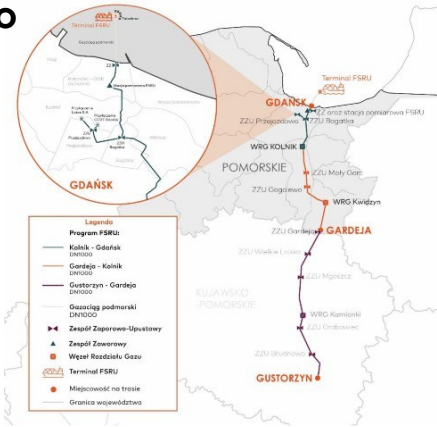 O
Terminal FSRU
Gazociąg podmorski
GDAŃSK
Terminal FSRU
GDAŃSK
ZZ oraz stacja pomiarowa FSRU
ZZU Przejazdowo
ZZU Bogatka
WRG KOLNIK
POMORSKIE
ZZU Mały Garc
ZZU Gogolewo
WRG Kwidzyn
ZZU Gardeja
GARDEJA
ZZU Wielkie Lniska
ZZU Mgoszcz
KUJAWSKO
-POMORSKIE
WRG Kamionki
ZZU Grabowiec
GUSTORZYN
Legenda
Program FSRU:
Kolnik - Gdańsk
DN1000
Gardeja - Kolnik
DN1000
Gustorzyn - Gardeja
DN1000
Gazociąg podmorski
DN1000
Zespół Zaporowo-Upustowy
Zespół Zaworowy
Węzeł Rozdziału Gazu
Terminal FSRU
Miejscowość na trasie
Granica województwa